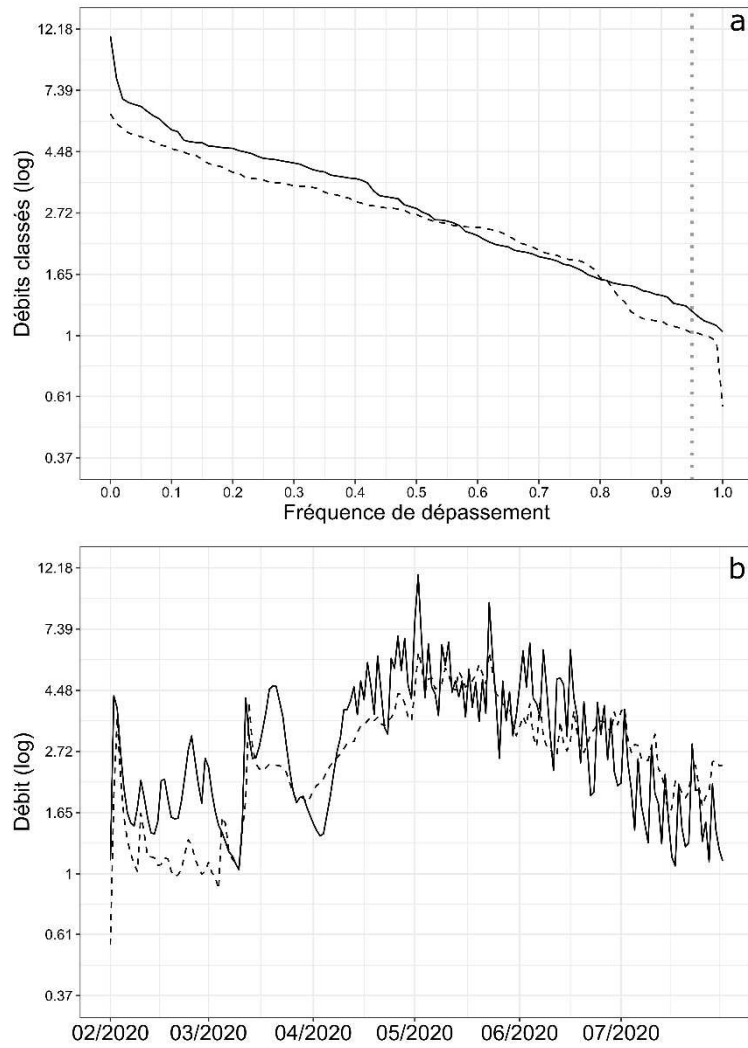 a
Débits classés (log)
12.18
7.39
4.48
2.72
1.65
1
0.61
0.37
0.0 0.1 0.2 0.3 0.4 0.5 0.6 0.7 0.8 0.9 1.0
Fréquence de dépassement
b
Débit (log)
12.18
7.39
4.48
2.72
1.65
1
0.61
0.37
02/2020 03/2020 04/2020 05/2020 06/2020 07/2020